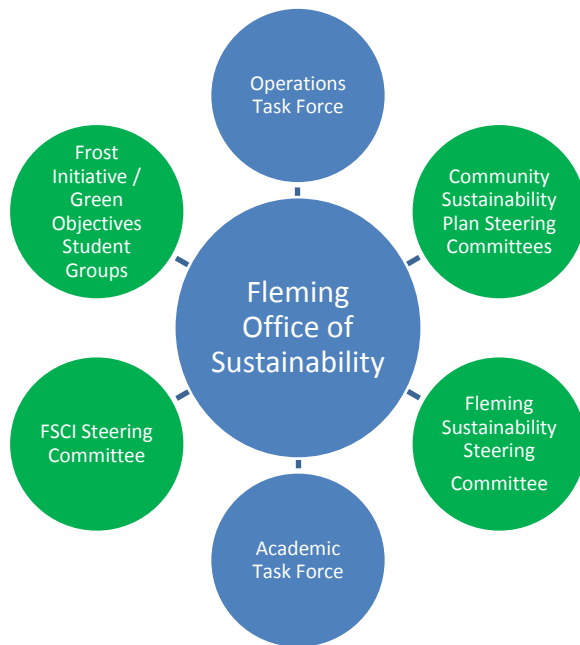 Operations
Task Force
Frost
Initiative /
Green
Objectives
Student
Groups
Community
Sustainability
Plan Steering
Committees
Fleming
Office of
Sustainability
FSCI Steering
Committee
Fleming
Sustainability
Steering
Committee
Academic
Task Force